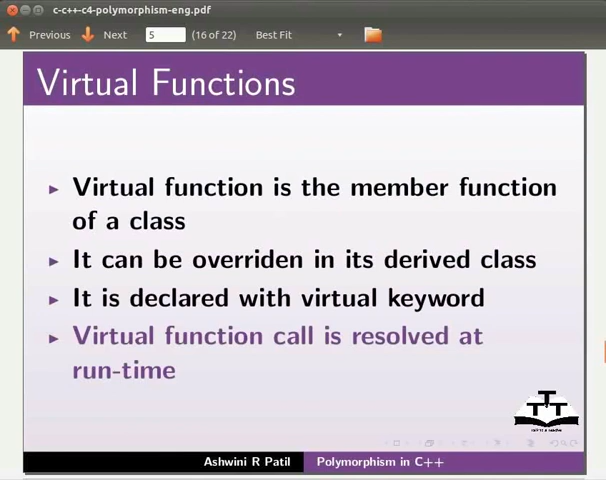 c-c++-c4-polymorphism-eng.pdf
Previous Next 5 (16 of 22) Best Fit
Virtual Functions
Virtual function is the member function
of a class
It can be overriden in its derived class
It is declared with virtual keyword
Virtual function call is resolved at
run-time
Ashwini R Patil Polymorphism in C++